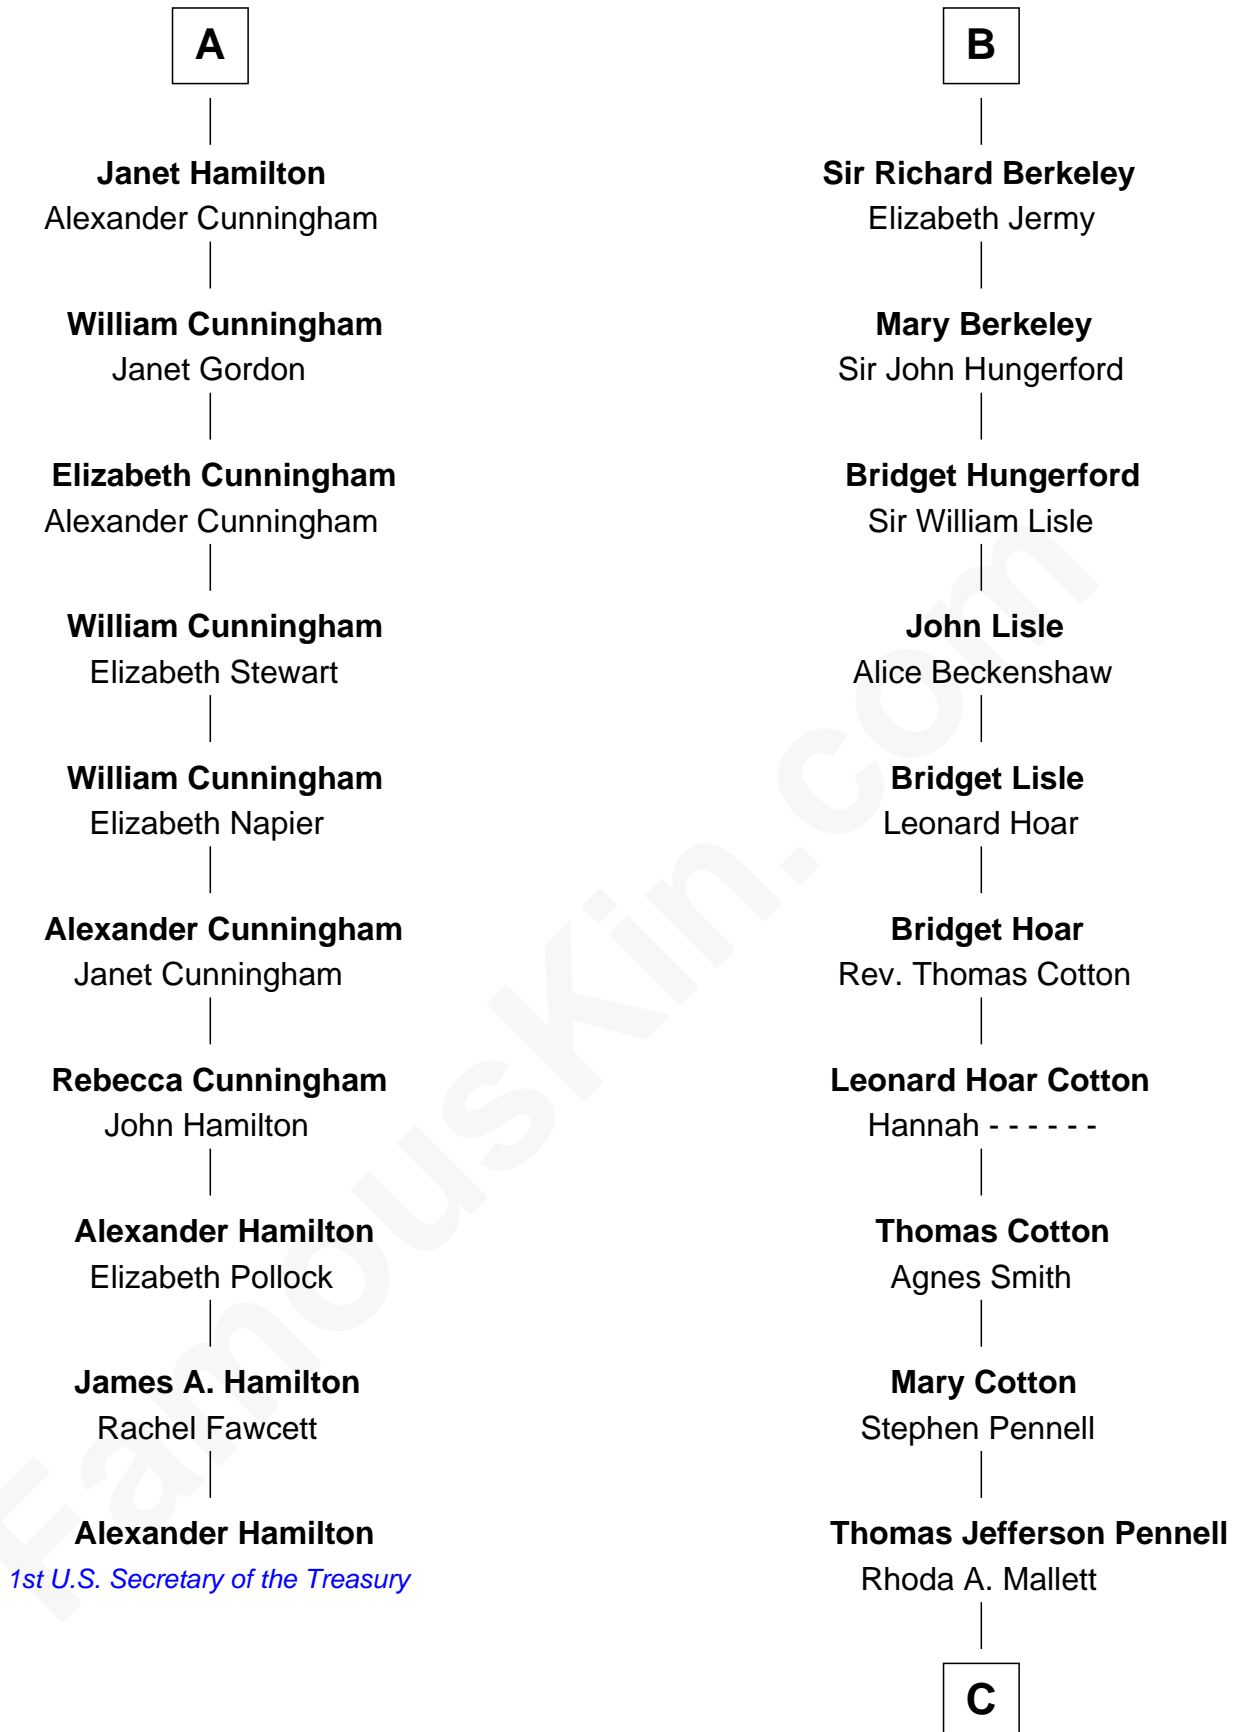 A
Janet Hamilton
Alexander Cunningham
William Cunningham
Janet Gordon
Elizabeth Cunningham
Alexander Cunningham
William Cunningham
Elizabeth Stewart
William Cunningham
Elizabeth Napier
Alexander Cunningham
Janet Cunningham
Rebecca Cunningham
John Hamilton
Alexander Hamilton
Elizabeth Pollock
James A. Hamilton
Rachel Fawcett
Alexander Hamilton
1st U.S. Secretary of the Treasury
B
Sir Richard Berkeley
Elizabeth Jermy
Mary Berkeley
Sir John Hungerford
Bridget Hungerford
Sir William Lisle
John Lisle
Alice Beckenshaw
Bridget Lisle
Leonard Hoar
Bridget Hoar
Rev. Thomas Cotton
Leonard Hoar Cotton
Hannah - - - - - -
Thomas Cotton
Agnes Smith
Mary Cotton
Stephen Pennell
Thomas Jefferson Pennell
Rhoda A. Mallett
C
FamousKin.com